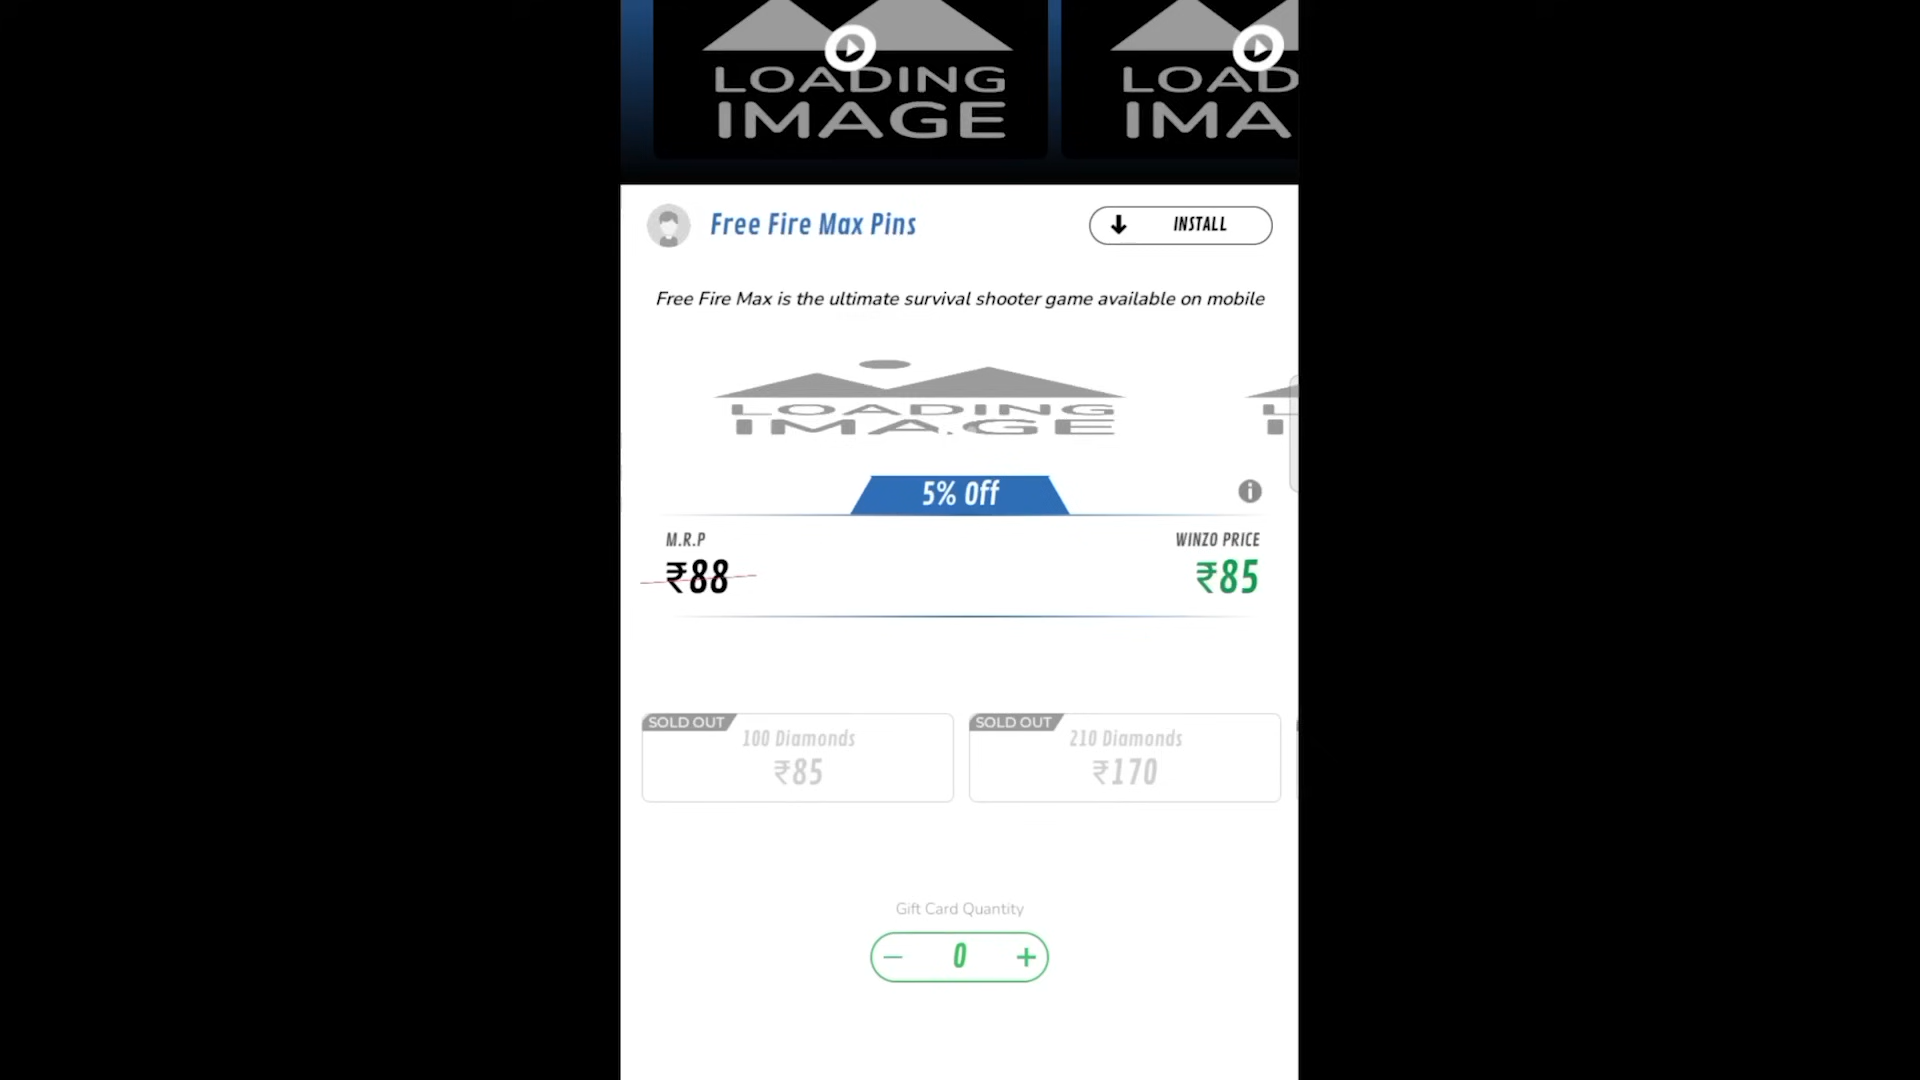 LOADING
IMAGE
LOAD
IMA
Free Fire Max Pins
INSTALL
Free Fire Max is the ultimate survival shooter game available on mobile
LOADING
IMAGE
5% Off
M.R.P
WINZO PRICE
₹88
₹85
SOLD OUT
100 Diamonds
₹85
SOLD OUT
210 Diamonds
₹170
Gift Card Quantity
− 0 +